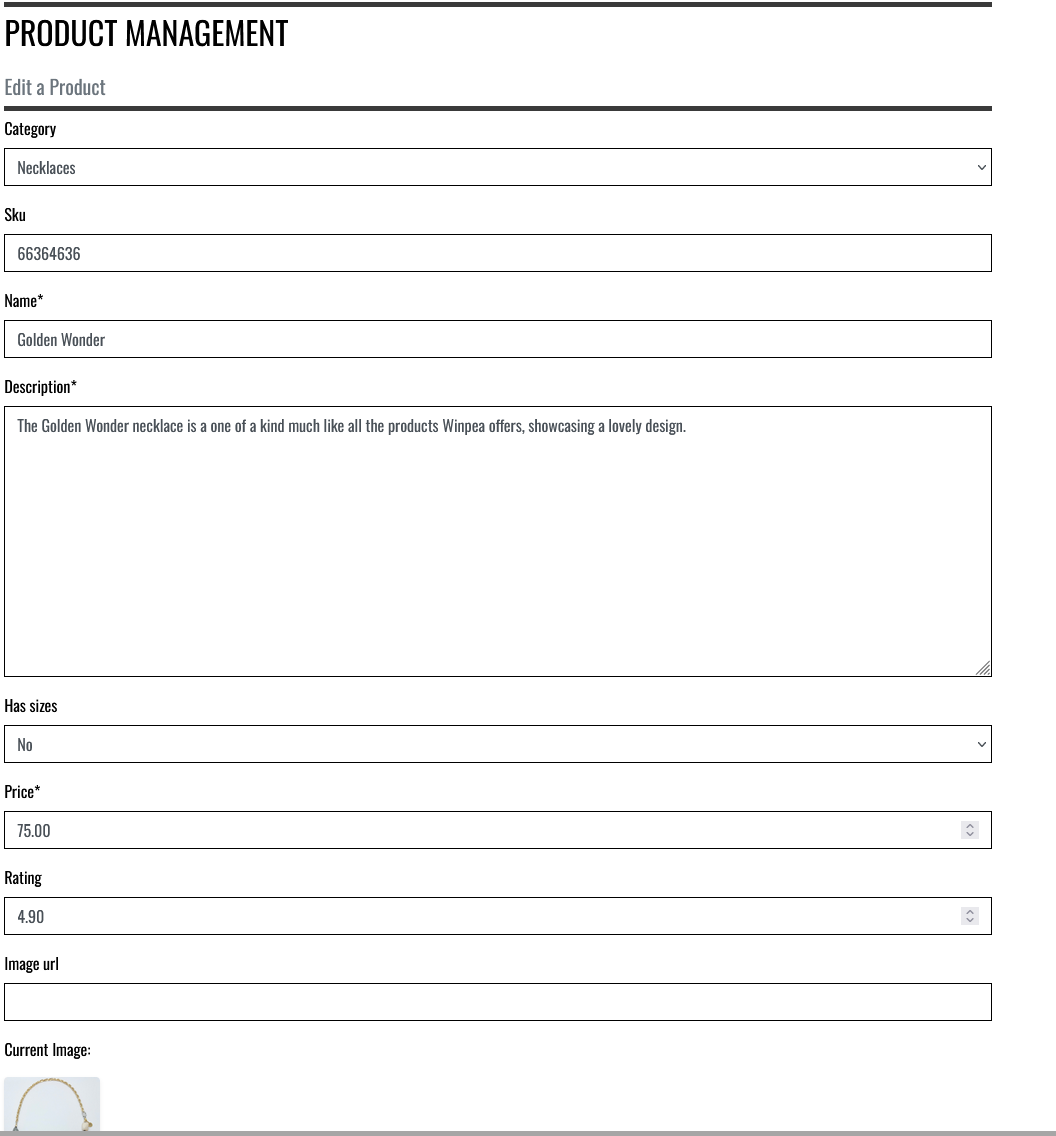 PRODUCT MANAGEMENT
Edit a Product
Category
Necklaces
Sku
66364636
Name*
Golden Wonder
Description*
The Golden Wonder necklace is a one of a kind much like all the products Winpea offers, showcasing a lovely design.
Has sizes
No
Price*
75.00
Rating
4.90
Image url
Current Image: